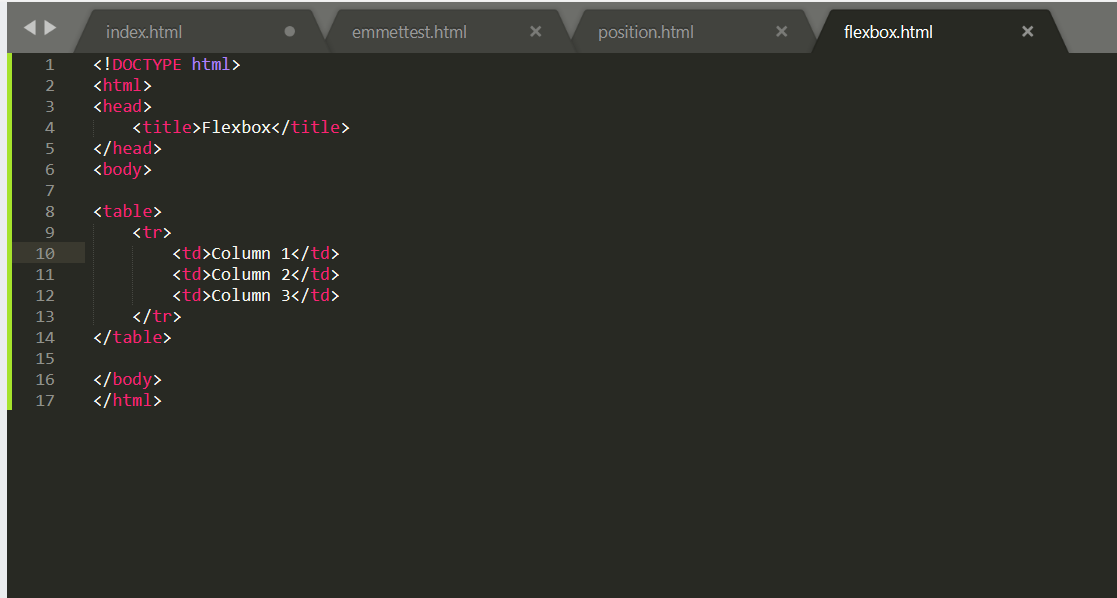 index.html emmettest.html position.html flexbox.html
1 <!DOCTYPE html>
2 <html>
3 <head>
4     <title>Flexbox</title>
5 </head>
6 <body>
7
8 <table>
9     <tr>
10         <td>Column 1</td>
11         <td>Column 2</td>
12         <td>Column 3</td>
13     </tr>
14 </table>
15
16 </body>
17 </html>